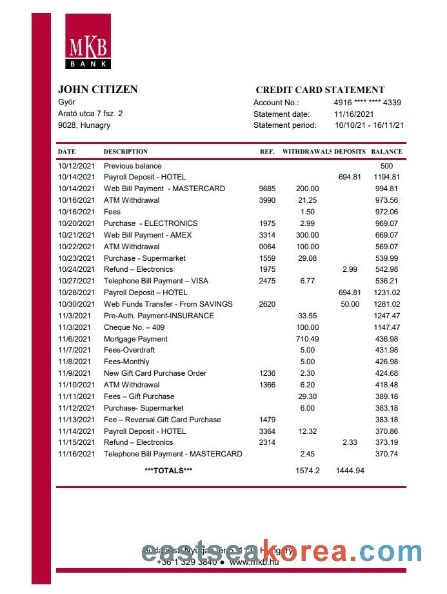 MKB
BANK
JOHN CITIZEN
CREDIT CARD STATEMENT
Győr
Account No.: 4916 **** **** 4339
Arató utca 7 fsz. 2
Statement date: 11/16/2021
9028, Hunagry
Statement period: 10/10/21 - 16/11/21
DATE DESCRIPTION REF. WITHDRAWALS DEPOSITS BALANCE
10/12/2021 Previous balance 500
10/14/2021 Payroll Deposit - HOTEL 694.81 1194.81
10/14/2021 Web Bill Payment - MASTERCARD 9685 200.00 994.81
10/16/2021 ATM Withdrawal 3990 21.25 973.56
10/16/2021 Fees 1.50 972.06
10/20/2021 Purchase - ELECTRONICS 1975 2.99 969.07
10/21/2021 Web Bill Payment - AMEX 3314 300.00 669.07
10/22/2021 ATM Withdrawal 0064 100.00 569.07
10/23/2021 Purchase - Supermarket 1559 29.08 539.99
10/24/2021 Refund – Electronics 1975 2.99 542.98
10/27/2021 Telephone Bill Payment – VISA 2475 6.77 536.21
10/28/2021 Payroll Deposit – HOTEL 694.81 1231.02
10/30/2021 Web Funds Transfer - From SAVINGS 2620 50.00 1281.02
11/3/2021 Pre-Auth. Payment-INSURANCE 33.55 1247.47
11/3/2021 Cheque No. – 409 100.00 1147.47
11/6/2021 Mortgage Payment 710.49 436.98
11/7/2021 Fees-Overdraft 5.00 431.98
11/8/2021 Fees-Monthly 5.00 426.98
11/9/2021 New Gift Card Purchase Order 1236 2.30 424.68
11/10/2021 ATM Withdrawal 1366 6.20 418.48
11/11/2021 Fees – Gift Purchase 29.30 389.18
11/12/2021 Purchase- Supermarket 6.00 383.18
11/13/2021 Fee – Reversal Gift Card Purchase 1479 383.18
11/14/2021 Payroll Deposit - HOTEL 3364 12.32 370.86
11/15/2021 Refund – Electronics 2314 2.33 373.19
11/16/2021 Telephone Bill Payment - MASTERCARD 2.45 370.74
***TOTALS*** 1574.2 1444.94
eastseakorea.com
+36 1 329 3840 ● www.mkb.hu